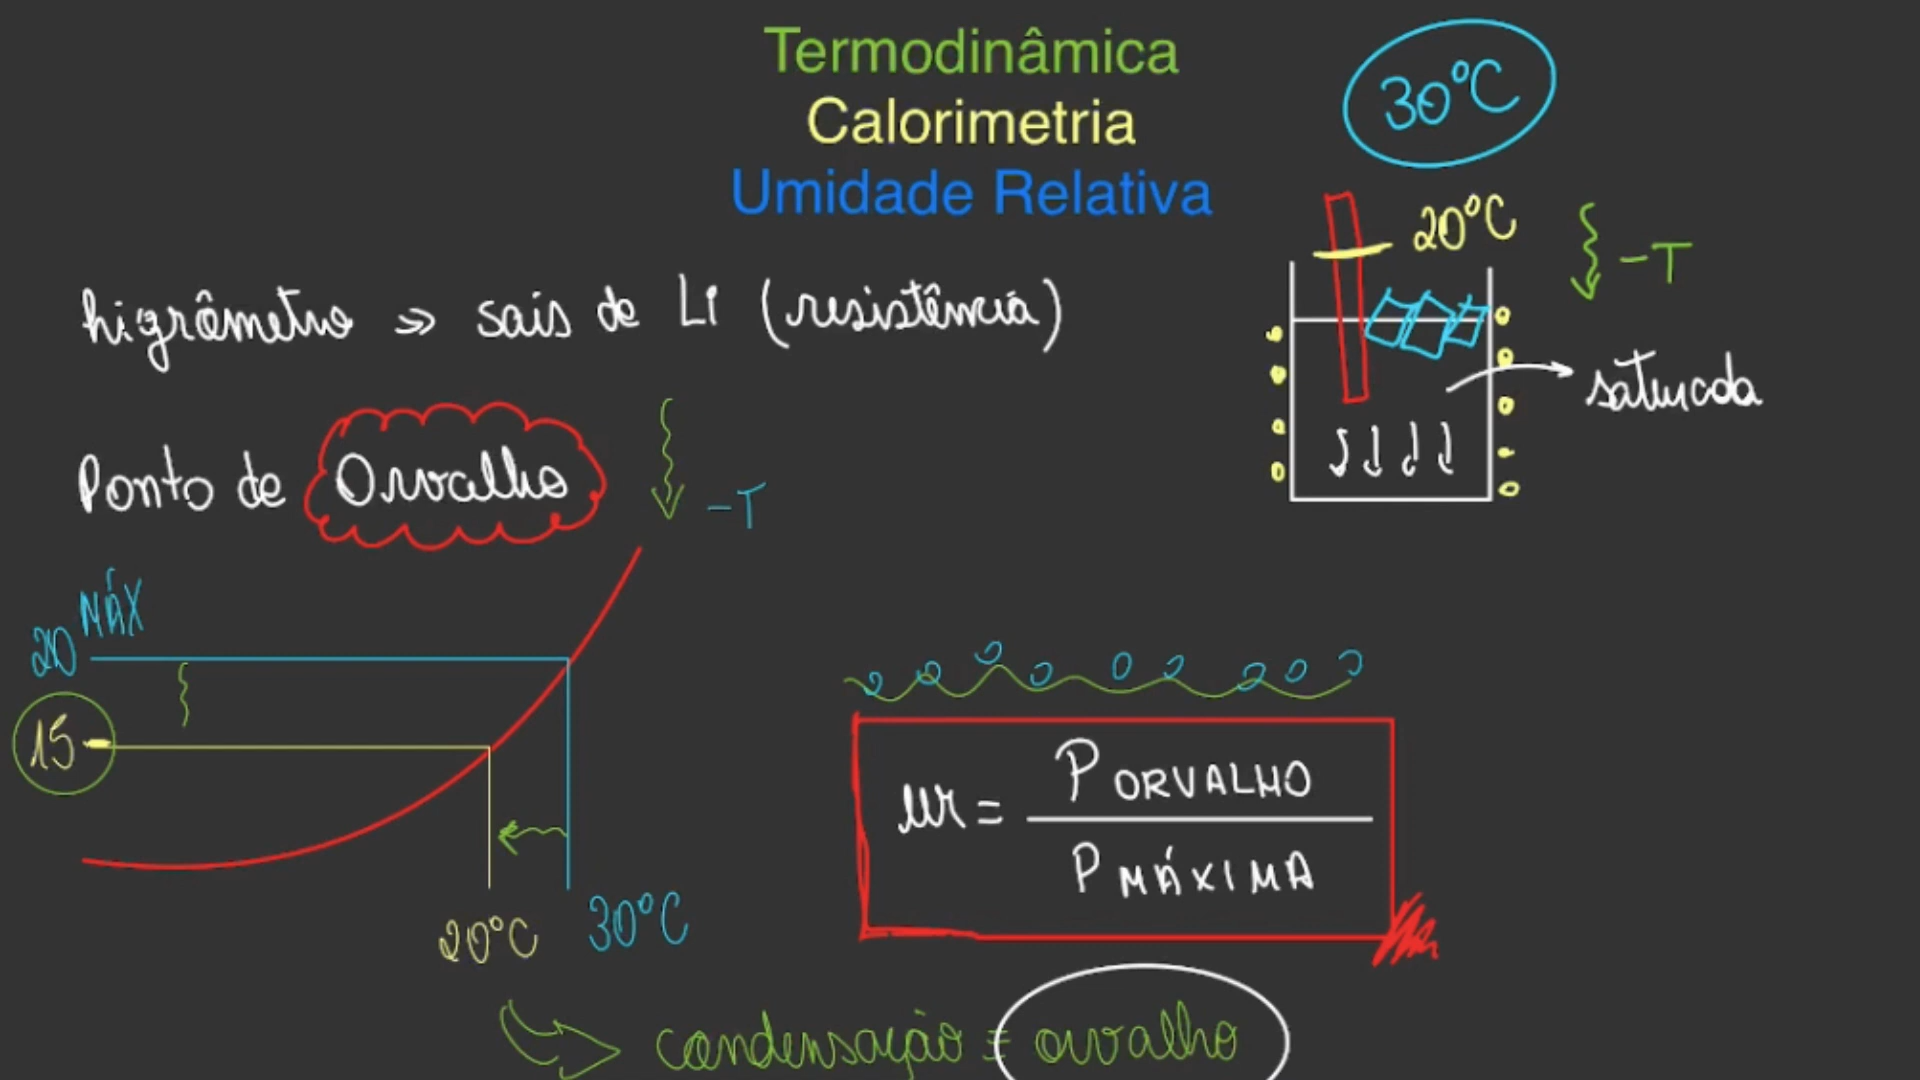 Termodinâmica
Calorimetria
Umidade Relativa
30°C
20°C
-T
higrâmetro => sais de Li (resistência)
saturada
Ponto de Orvalho
-T
MÁX
20
15
ur = P ORVALHO
P MÁXIMA
20°C
30°C
condensação = orvalho